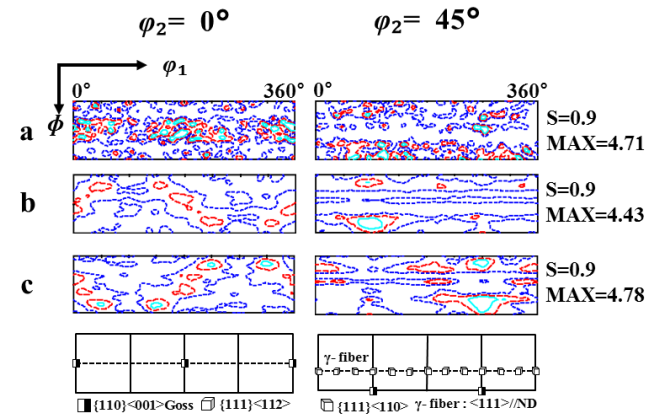 φ₂= 0° φ₂= 45°
φ₁
Φ
0° 360° 0° 360°
a S=0.9
MAX=4.71
b S=0.9
MAX=4.43
c S=0.9
MAX=4.78
γ- fiber
{110}<001>Goss {111}<112> {111}<110> γ- fiber : <111>//ND